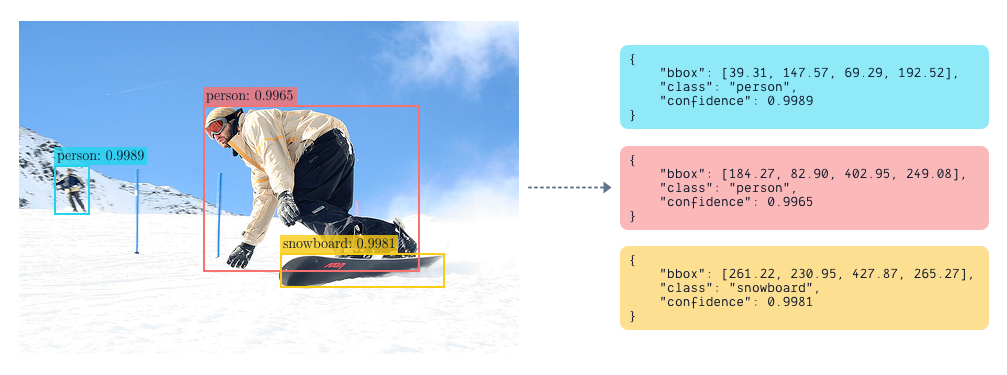 person: 0.9965
person: 0.9989
snowboard: 0.9981
{
"bbox": [39.31, 147.57, 69.29, 192.52],
"class": "person",
"confidence": 0.9989
}
{
"bbox": [184.27, 82.90, 402.95, 249.08],
"class": "person",
"confidence": 0.9965
}
{
"bbox": [261.22, 230.95, 427.87, 265.27],
"class": "snowboard",
"confidence": 0.9981
}